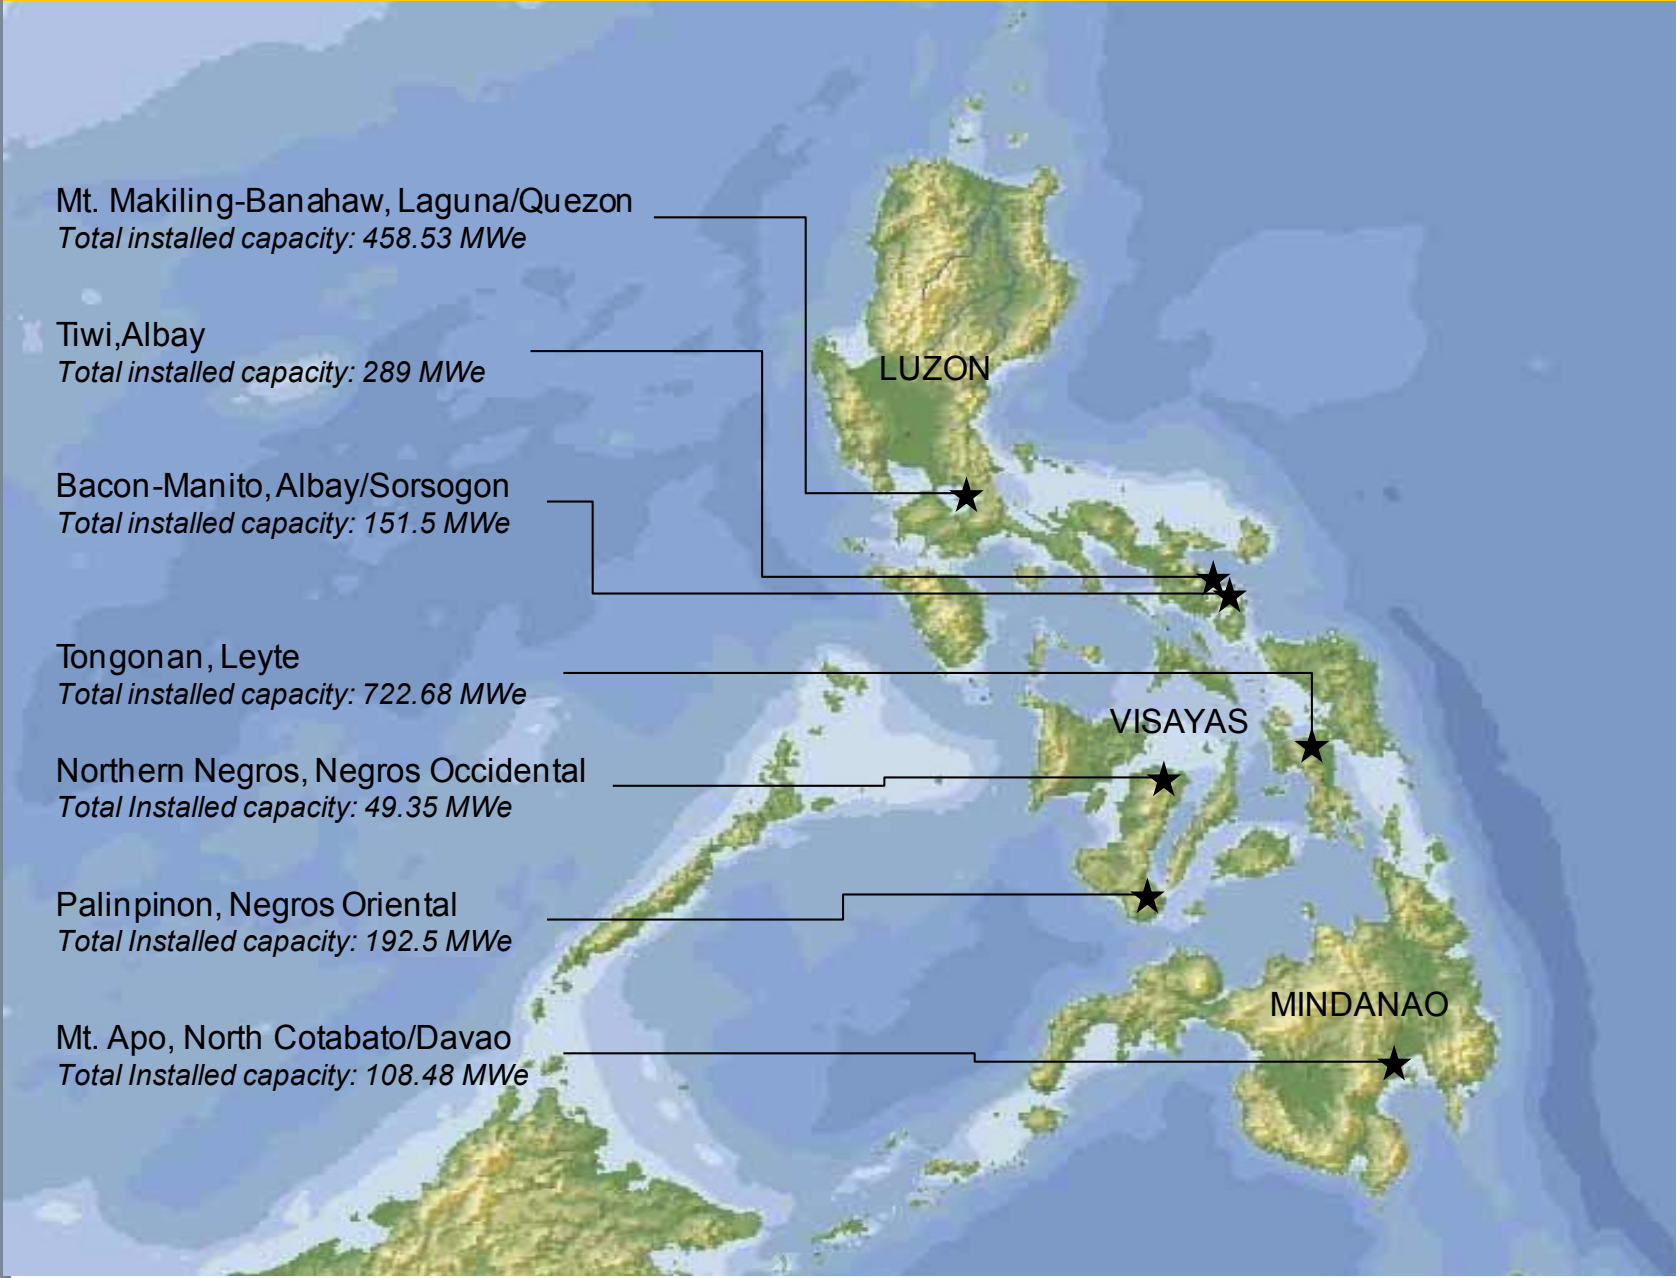 Mt. Makiling-Banahaw, Laguna/Quezon
Total installed capacity: 458.53 MWe
Tiwi,Albay
Total installed capacity: 289 MWe
LUZON
Bacon-Manito, Albay/Sorsogon
Total installed capacity: 151.5 MWe
Tongonan, Leyte
Total installed capacity: 722.68 MWe
VISAYAS
Northern Negros, Negros Occidental
Total Installed capacity: 49.35 MWe
Palinpinon, Negros Oriental
Total Installed capacity: 192.5 MWe
MINDANAO
Mt. Apo, North Cotabato/Davao
Total Installed capacity: 108.48 MWe